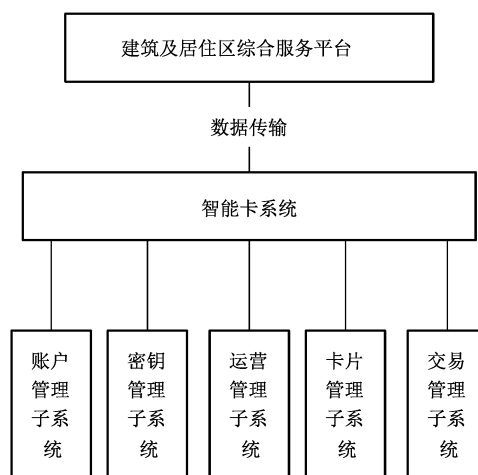 建筑及居住区综合服务平台
数据传输
智能卡系统
账户
管理
子系
统
密钥
管理
子系
统
运营
管理
子系
统
卡片
管理
子系
统
交易
管理
子系
统